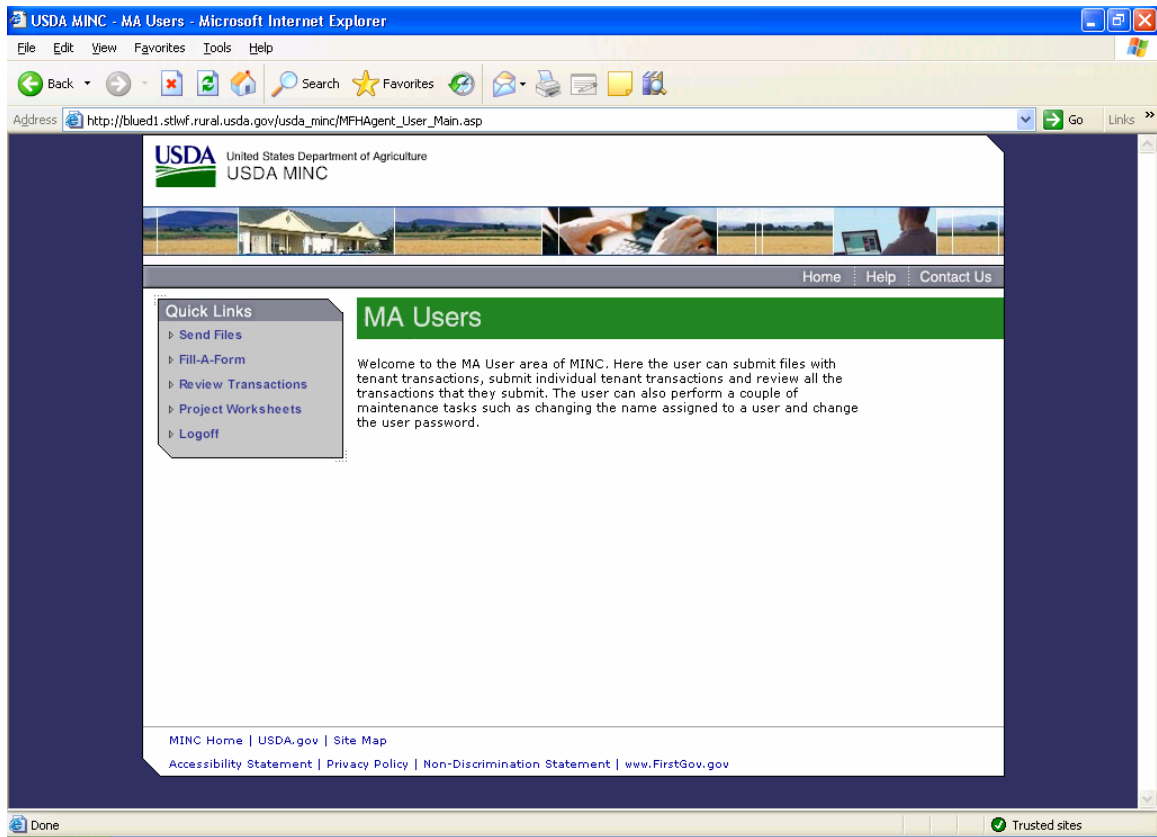 USDA MINC - MA Users - Microsoft Internet Explorer
File Edit View Favorites Tools Help
Back Search Favorites
Address http://blued1.stlwf.rural.usda.gov/usda_minc/MFHAgent_User_Main.asp Go Links »
USDA United States Department of Agriculture
USDA MINC
Home Help Contact Us
Quick Links
Send Files
Fill-A-Form
Review Transactions
Project Worksheets
Logoff
MA Users
Welcome to the MA User area of MINC. Here the user can submit files with
tenant transactions, submit individual tenant transactions and review all the
transactions that they submit. The user can also perform a couple of
maintenance tasks such as changing the name assigned to a user and change
the user password.
MINC Home | USDA.gov | Site Map
Accessibility Statement | Privacy Policy | Non-Discrimination Statement | www.FirstGov.gov
Done Trusted sites